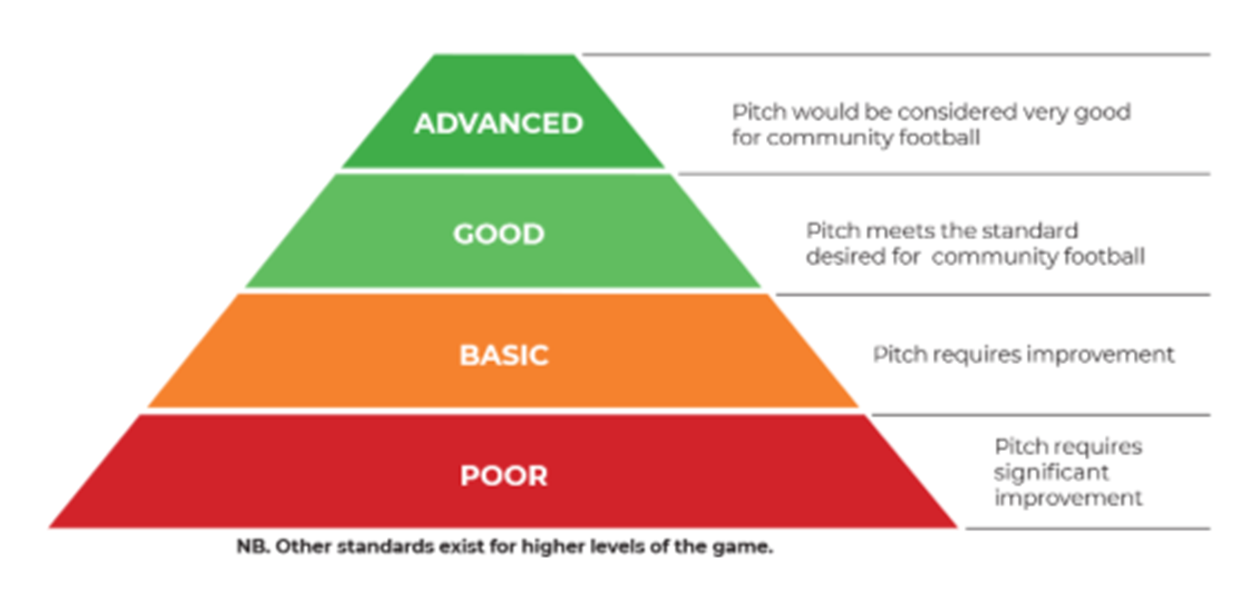 ADVANCED
Pitch would be considered very good
for community football
GOOD
Pitch meets the standard
desired for  community football
BASIC
Pitch requires improvement
POOR
Pitch requires
significant
improvement
NB. Other standards exist for higher levels of the game.